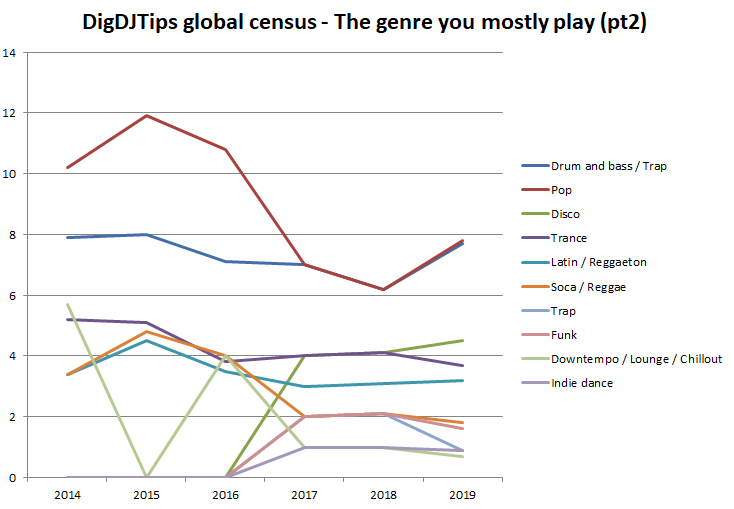 DigDJTips global census - The genre you mostly play (pt2)
14
12
10
8
6
4
2
0
2014 2015 2016 2017 2018 2019
Drum and bass / Trap
Pop
Disco
Trance
Latin / Reggaeton
Soca / Reggae
Trap
Funk
Downtempo / Lounge / Chillout
Indie dance